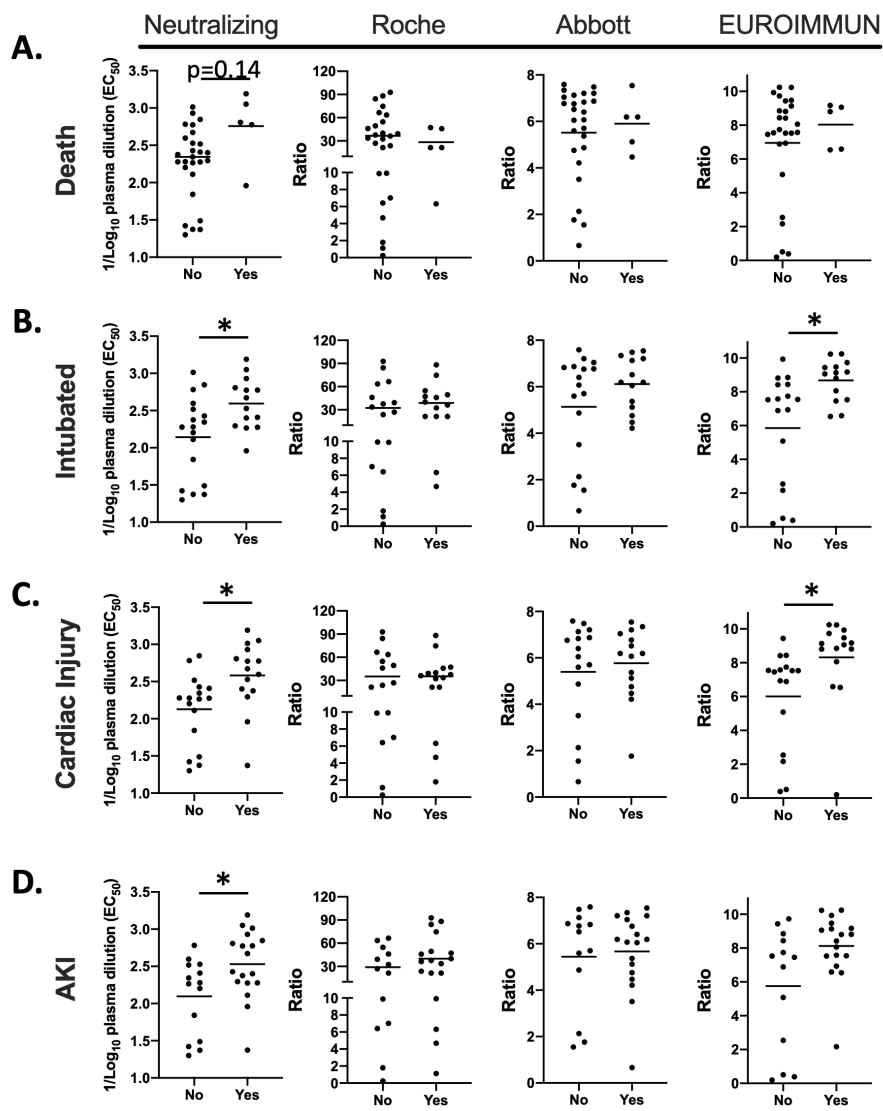 Neutralizing Roche Abbott EUROIMMUN
A.
Death
1/Log10 plasma dilution (EC50)
3.5
3.0
2.5
2.0
1.5
1.0
p=0.14
No Yes
Ratio
120
90
60
30
10
8
6
4
2
0
No Yes
Ratio
8
6
4
2
0
No Yes
Ratio
10
8
6
4
2
0
No Yes
B.
Intubated
1/Log10 plasma dilution (EC50)
3.5
3.0
2.5
2.0
1.5
1.0
*
No Yes
Ratio
120
90
60
30
10
8
6
4
2
0
No Yes
Ratio
8
6
4
2
0
No Yes
Ratio
10
8
6
4
2
0
*
No Yes
C.
Cardiac Injury
1/Log10 plasma dilution (EC50)
3.5
3.0
2.5
2.0
1.5
1.0
*
No Yes
Ratio
120
90
60
30
10
8
6
4
2
0
No Yes
Ratio
8
6
4
2
0
No Yes
Ratio
10
8
6
4
2
0
*
No Yes
D.
AKI
1/Log10 plasma dilution (EC50)
3.5
3.0
2.5
2.0
1.5
1.0
*
No Yes
Ratio
120
90
60
30
10
8
6
4
2
0
No Yes
Ratio
8
6
4
2
0
No Yes
Ratio
10
8
6
4
2
0
No Yes